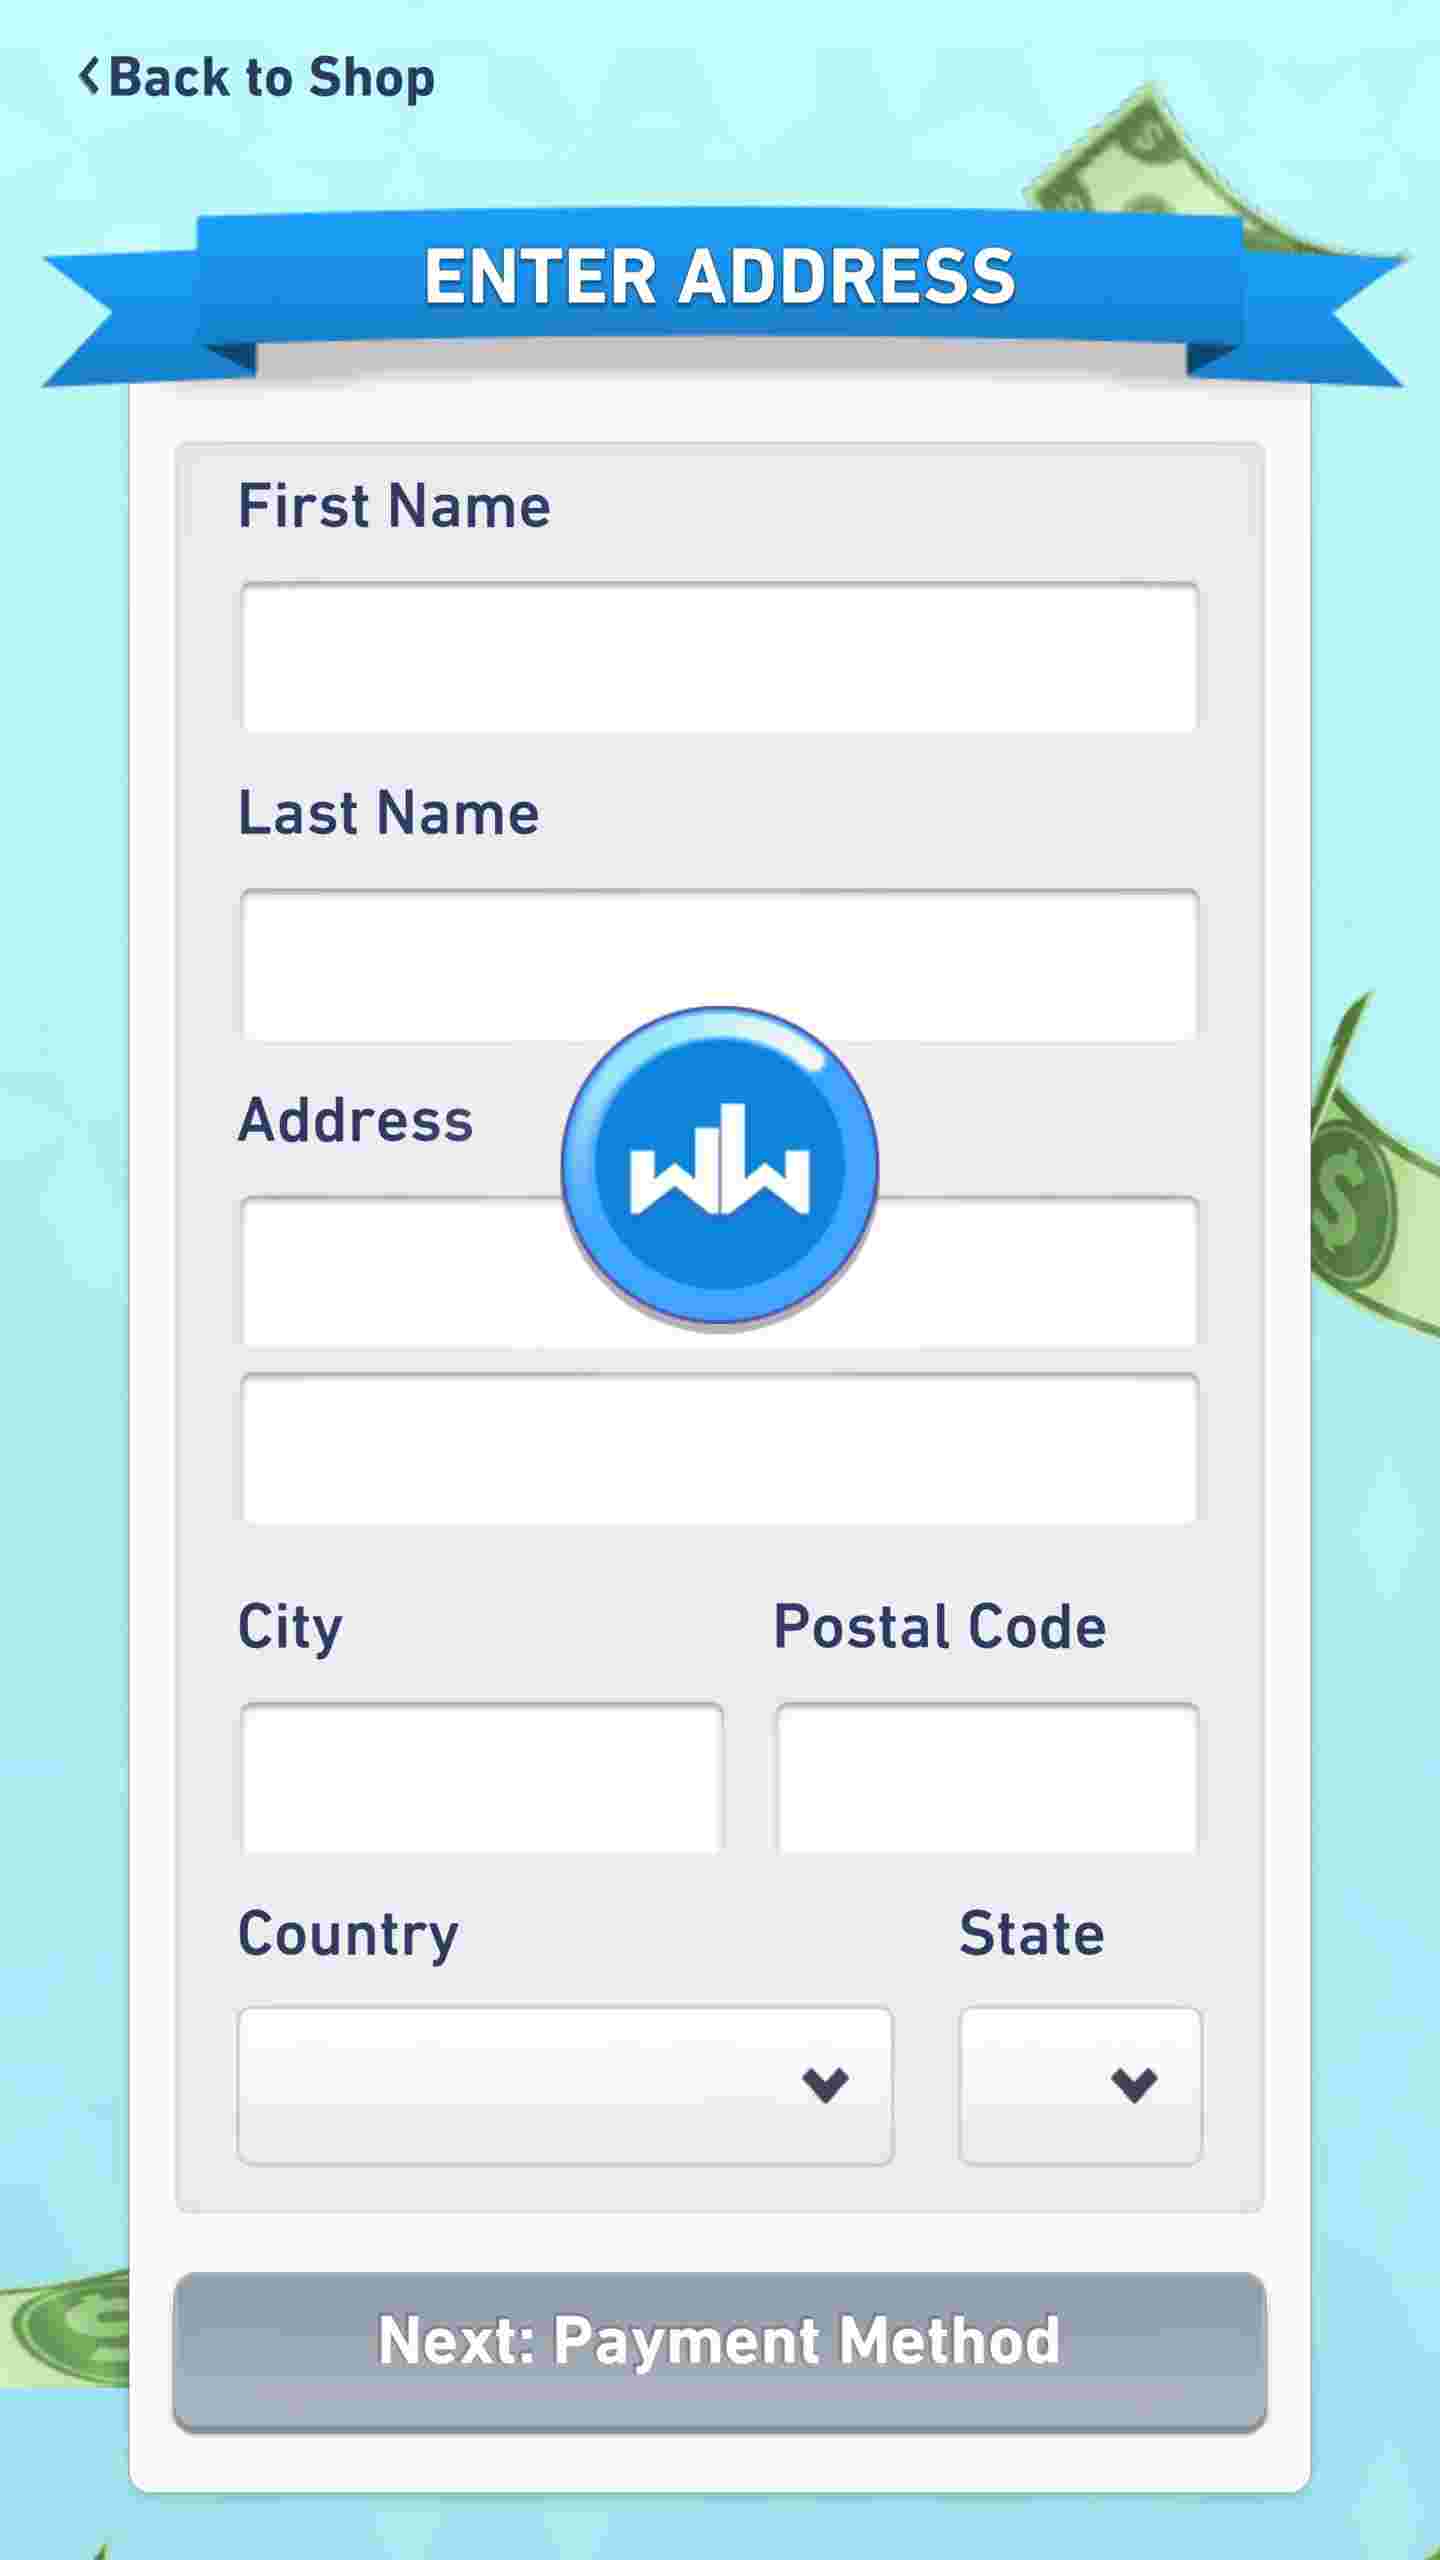 Back to Shop
ENTER ADDRESS
First Name
Last Name
Address
City
Postal Code
Country
State
Next: Payment Method